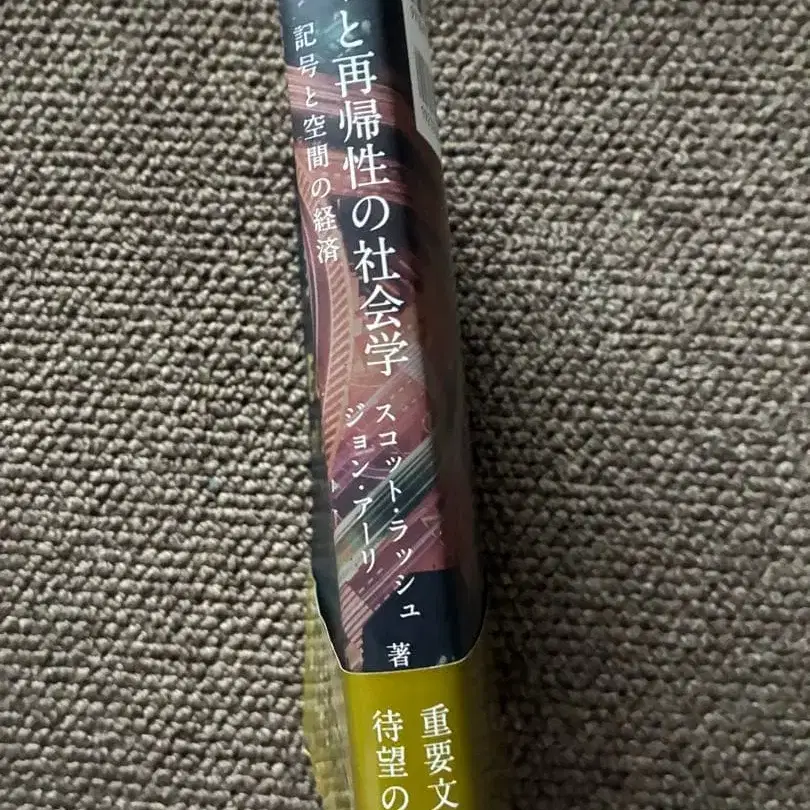 と再帰性の社会学
記号と空間の経済
スコット・ラッシュ
ジョン・アーリ
著
重要文
待望の